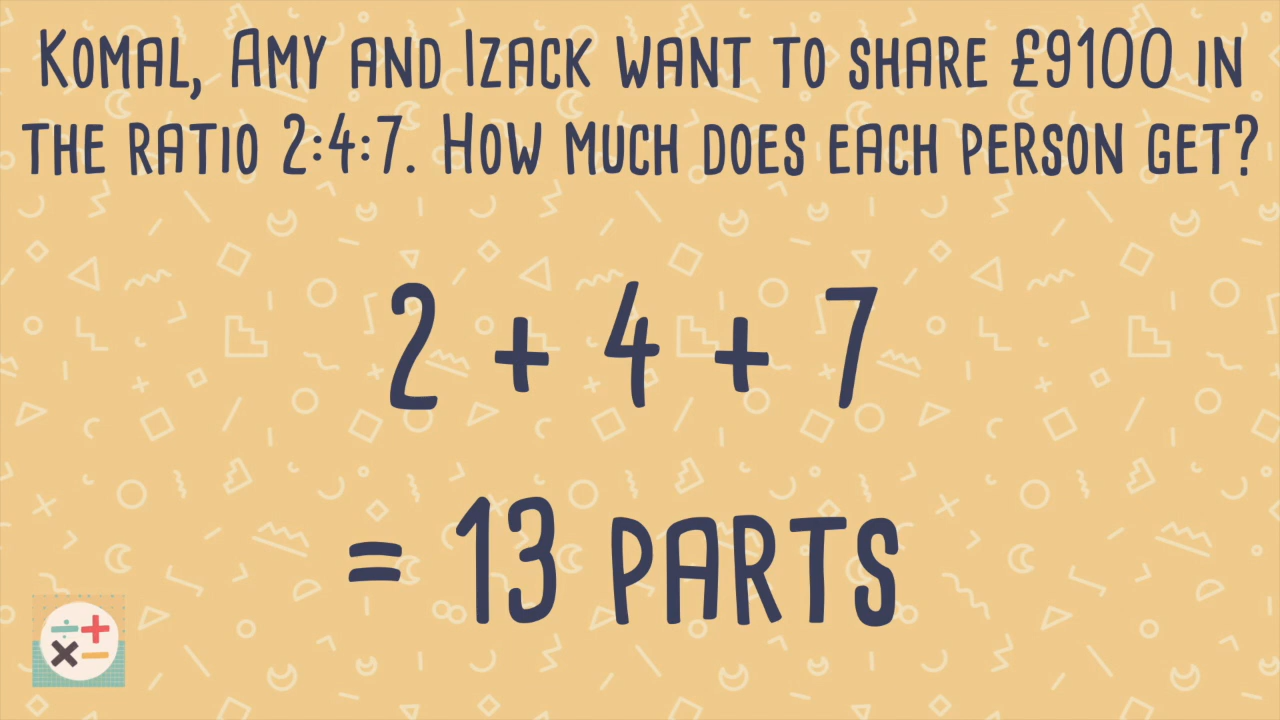 Komal, Amy and Izack want to share £9100 in
the ratio 2:4:7. How much does each person get?
2 + 4 + 7
= 13 parts